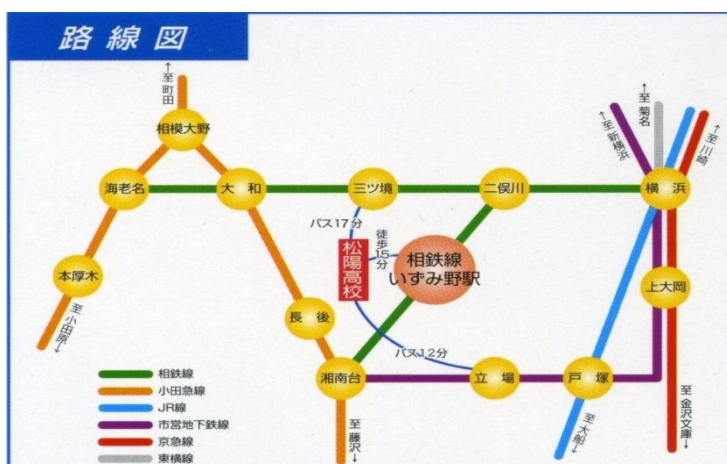 路線図
↑至町田
相模大野
海老名
大和
三ツ境
二俣川
横浜
↑至新横浜
↑至菊名
↑至川崎
バス17分
徒歩15分
松陽高校
相鉄線
いずみ野駅
本厚木
至小田原↓
長後
上大岡
湘南台
バス12分
立場
戸塚
至藤沢↓
至大船↓
至金沢文庫↓
相鉄線
小田急線
JR線
市営地下鉄線
京急線
東横線